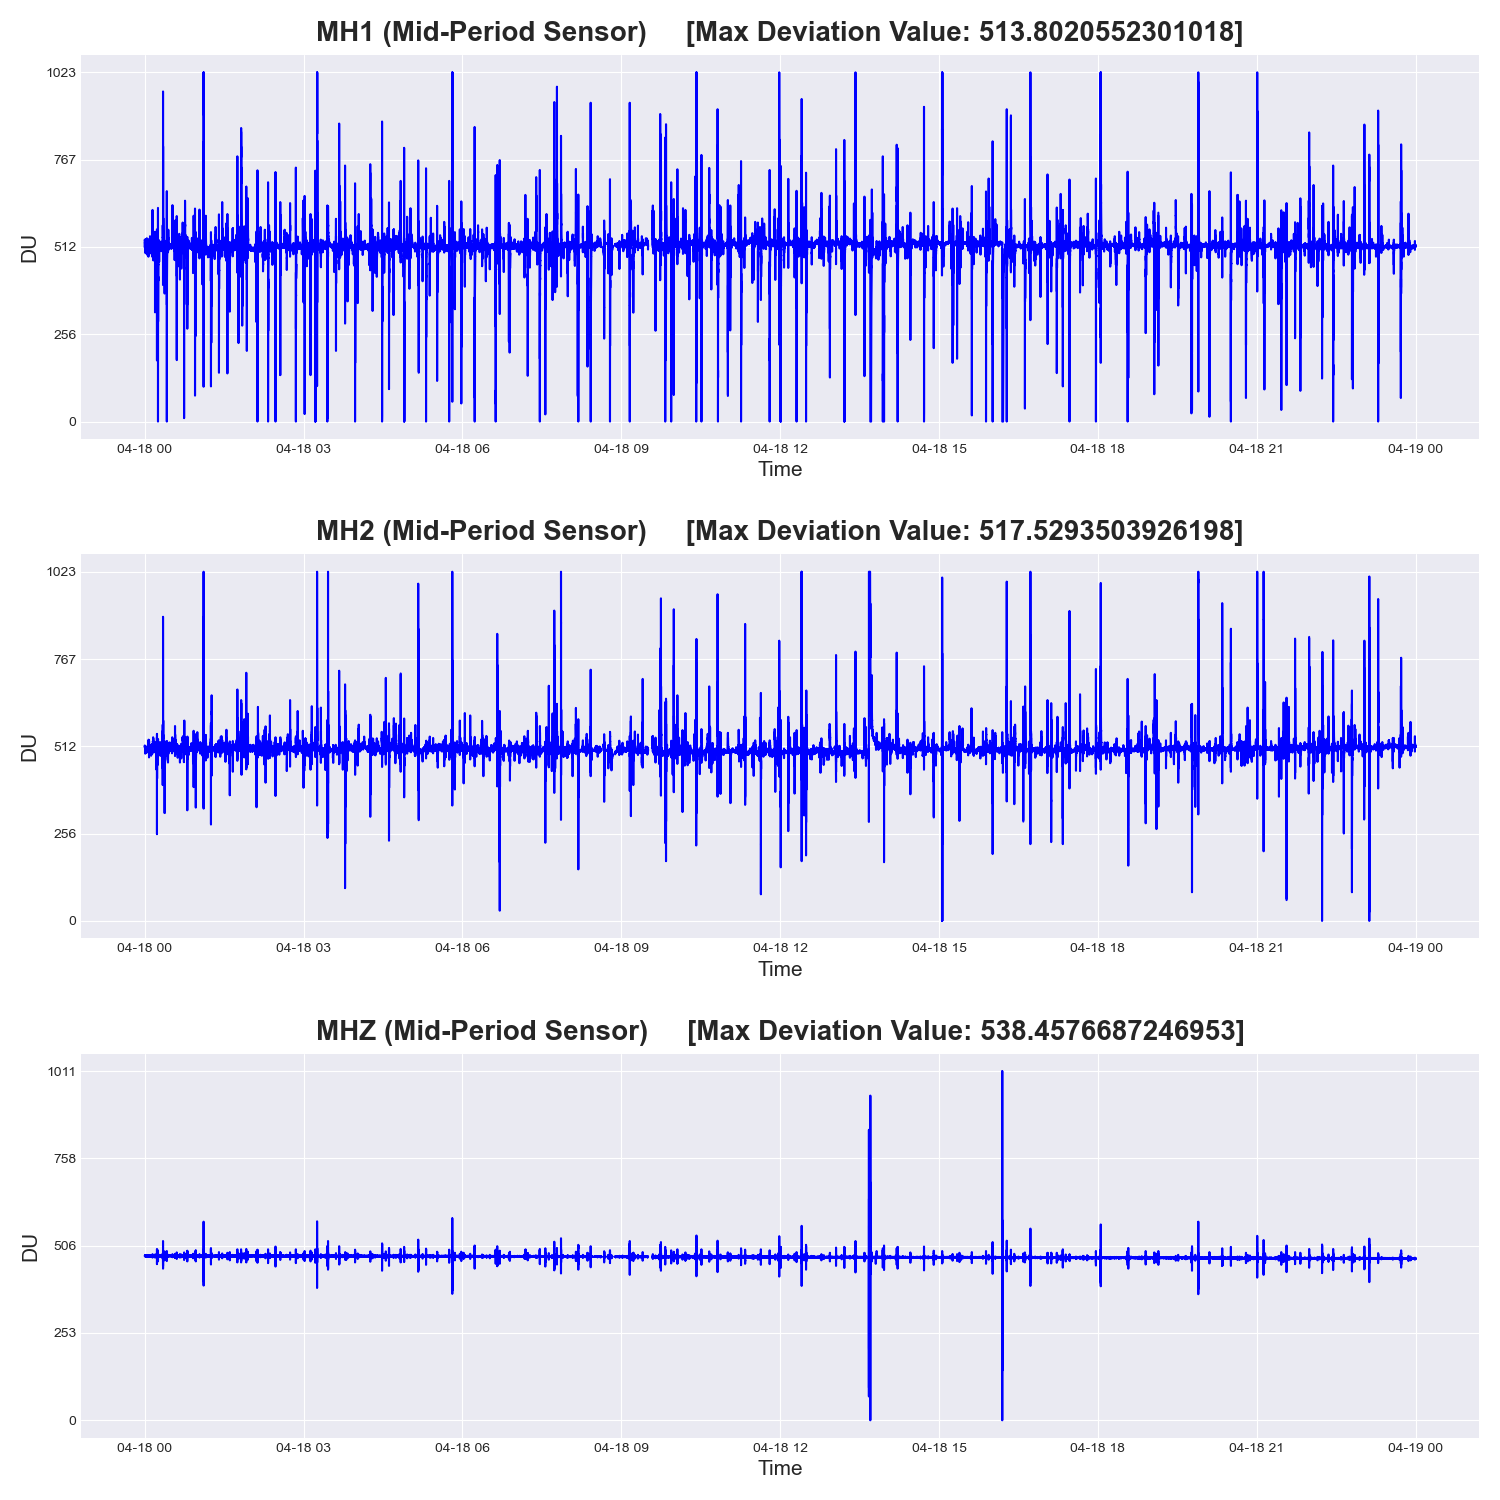 MH1 (Mid-Period Sensor) [Max Deviation Value: 513.8020552301018]
1023
767
512
256
0
DU
04-18 00 04-18 03 04-18 06 04-18 09 04-18 12 04-18 15 04-18 18 04-18 21 04-19 00
Time
MH2 (Mid-Period Sensor) [Max Deviation Value: 517.5293503926198]
1023
767
512
256
0
DU
04-18 00 04-18 03 04-18 06 04-18 09 04-18 12 04-18 15 04-18 18 04-18 21 04-19 00
Time
MHZ (Mid-Period Sensor) [Max Deviation Value: 538.4576687246953]
1011
758
506
253
0
DU
04-18 00 04-18 03 04-18 06 04-18 09 04-18 12 04-18 15 04-18 18 04-18 21 04-19 00
Time